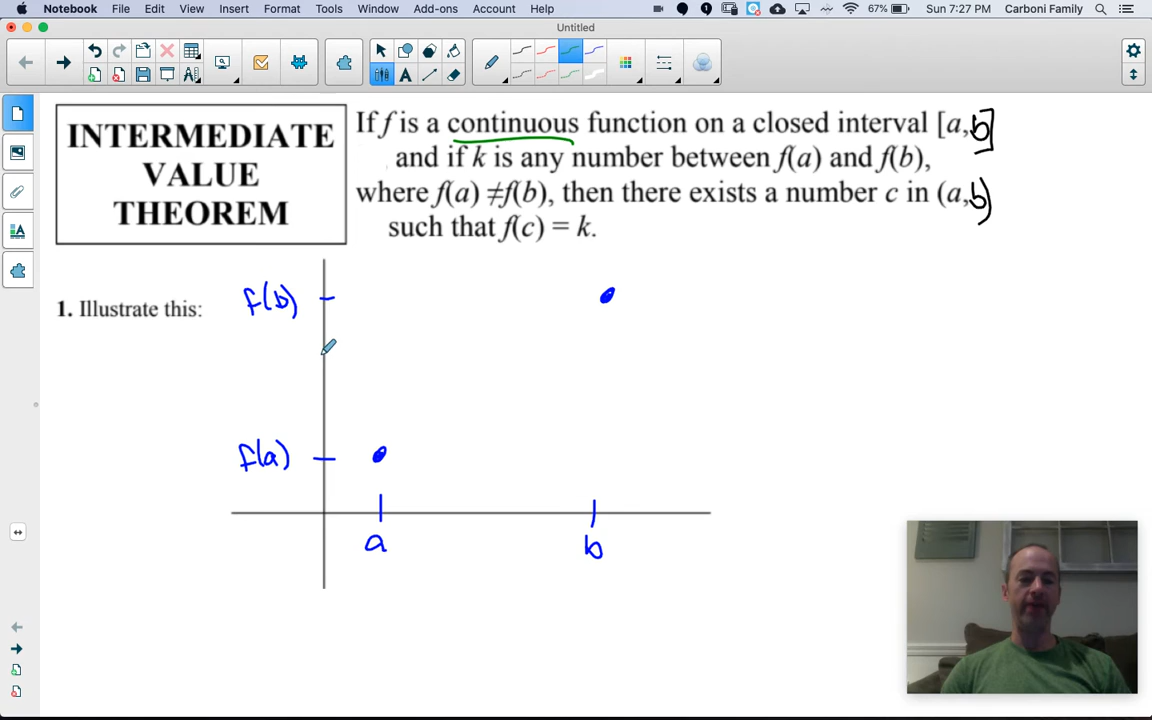 Notebook File Edit View Insert Format Tools Window Add-ons Account Help 67% Sun 7:27 PM Carboni Family
Untitled
INTERMEDIATE
VALUE
THEOREM
If f is a continuous function on a closed interval [a,b]
and if k is any number between f(a) and f(b),
where f(a) ≠f(b), then there exists a number c in (a,b)
such that f(c) = k.
1. Illustrate this:
f(b)
f(a)
a b